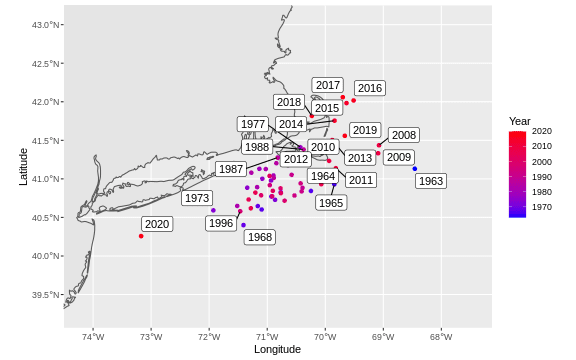 43.0°N
42.5°N
42.0°N
41.5°N
41.0°N
40.5°N
40.0°N
39.5°N
Latitude
2017
2016
2018
2015
1977
2014
2019
2008
1988
2010
2012
2013
2009
1987
1964
2011
1963
1973
1965
2020
1996
1968
74°W
73°W
72°W
71°W
70°W
69°W
68°W
Longitude
Year
2020
2010
2000
1990
1980
1970